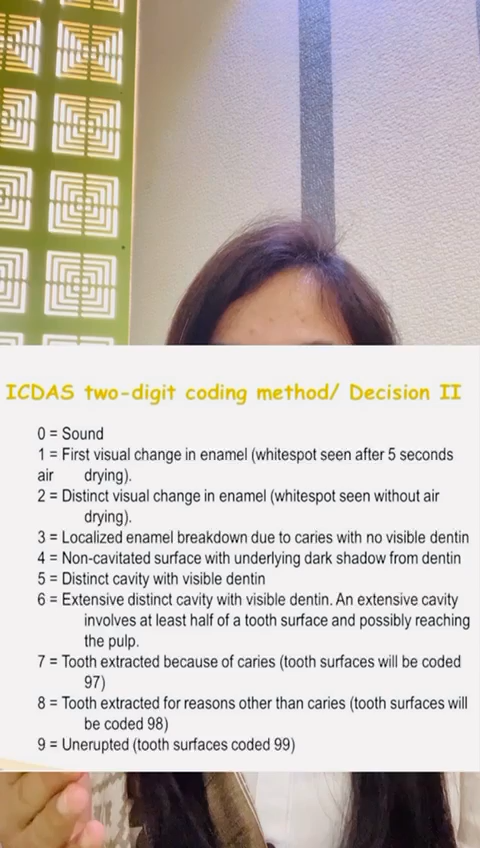 ICDAS two-digit coding method/ Decision II
0 = Sound
1 = First visual change in enamel (whitespot seen after 5 seconds
air drying).
2 = Distinct visual change in enamel (whitespot seen without air
drying).
3 = Localized enamel breakdown due to caries with no visible dentin
4 = Non-cavitated surface with underlying dark shadow from dentin
5 = Distinct cavity with visible dentin
6 = Extensive distinct cavity with visible dentin. An extensive cavity
involves at least half of a tooth surface and possibly reaching
the pulp.
7 = Tooth extracted because of caries (tooth surfaces will be coded
97)
8 = Tooth extracted for reasons other than caries (tooth surfaces will
be coded 98)
9 = Unerupted (tooth surfaces coded 99)